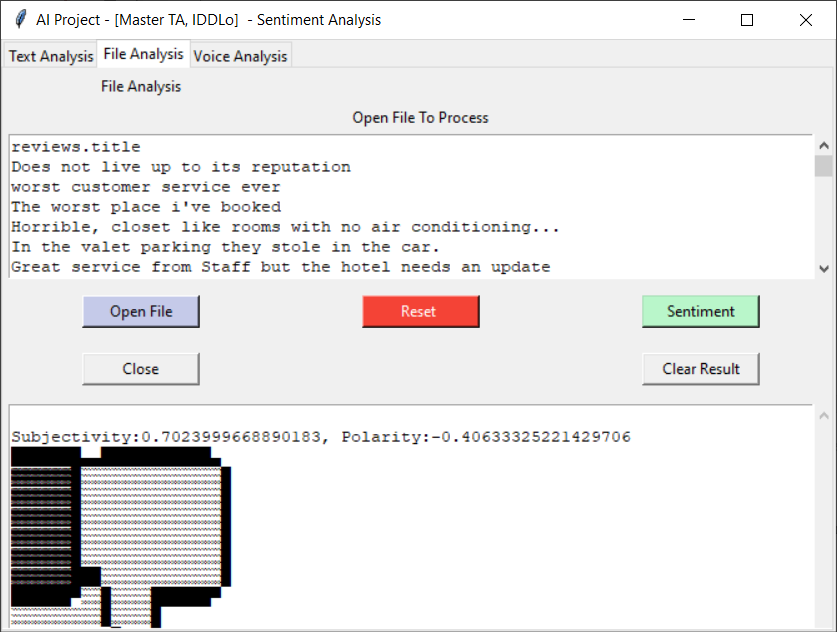 AI Project - [Master TA, IDDLo]  - Sentiment Analysis
Text Analysis File Analysis Voice Analysis
File Analysis
Open File To Process
reviews.title
Does not live up to its reputation
worst customer service ever
The worst place i've booked
Horrible, closet like rooms with no air conditioning...
In the valet parking they stole in the car.
Great service from Staff but the hotel needs an update
Open File Reset Sentiment
Close Clear Result
Subjectivity:0.7023999668890183, Polarity:-0.40633325221429706